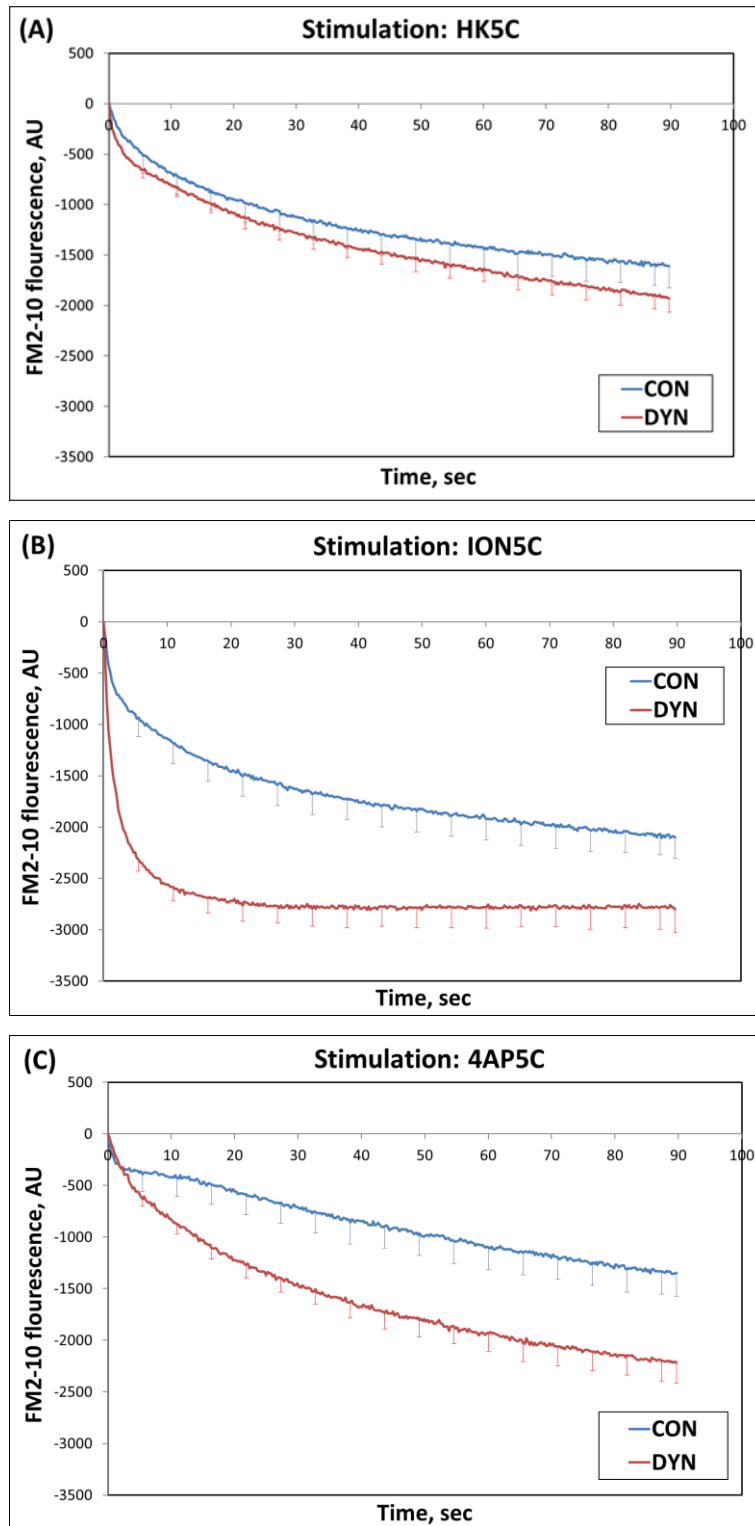 (A) Stimulation: HK5C
500
0
0 10 20 30 40 50 60 70 80 90 100
-500
-1000
-1500
-2000
-2500
-3000
-3500
FM2-10 flourescence, AU
CON
DYN
Time, sec
(B) Stimulation: ION5C
500
0
0 10 20 30 40 50 60 70 80 90 100
-500
-1000
-1500
-2000
-2500
-3000
-3500
FM2-10 flourescence, AU
CON
DYN
Time, sec
(C) Stimulation: 4AP5C
500
0
0 10 20 30 40 50 60 70 80 90 100
-500
-1000
-1500
-2000
-2500
-3000
-3500
FM2-10 flourescence, AU
CON
DYN
Time, sec